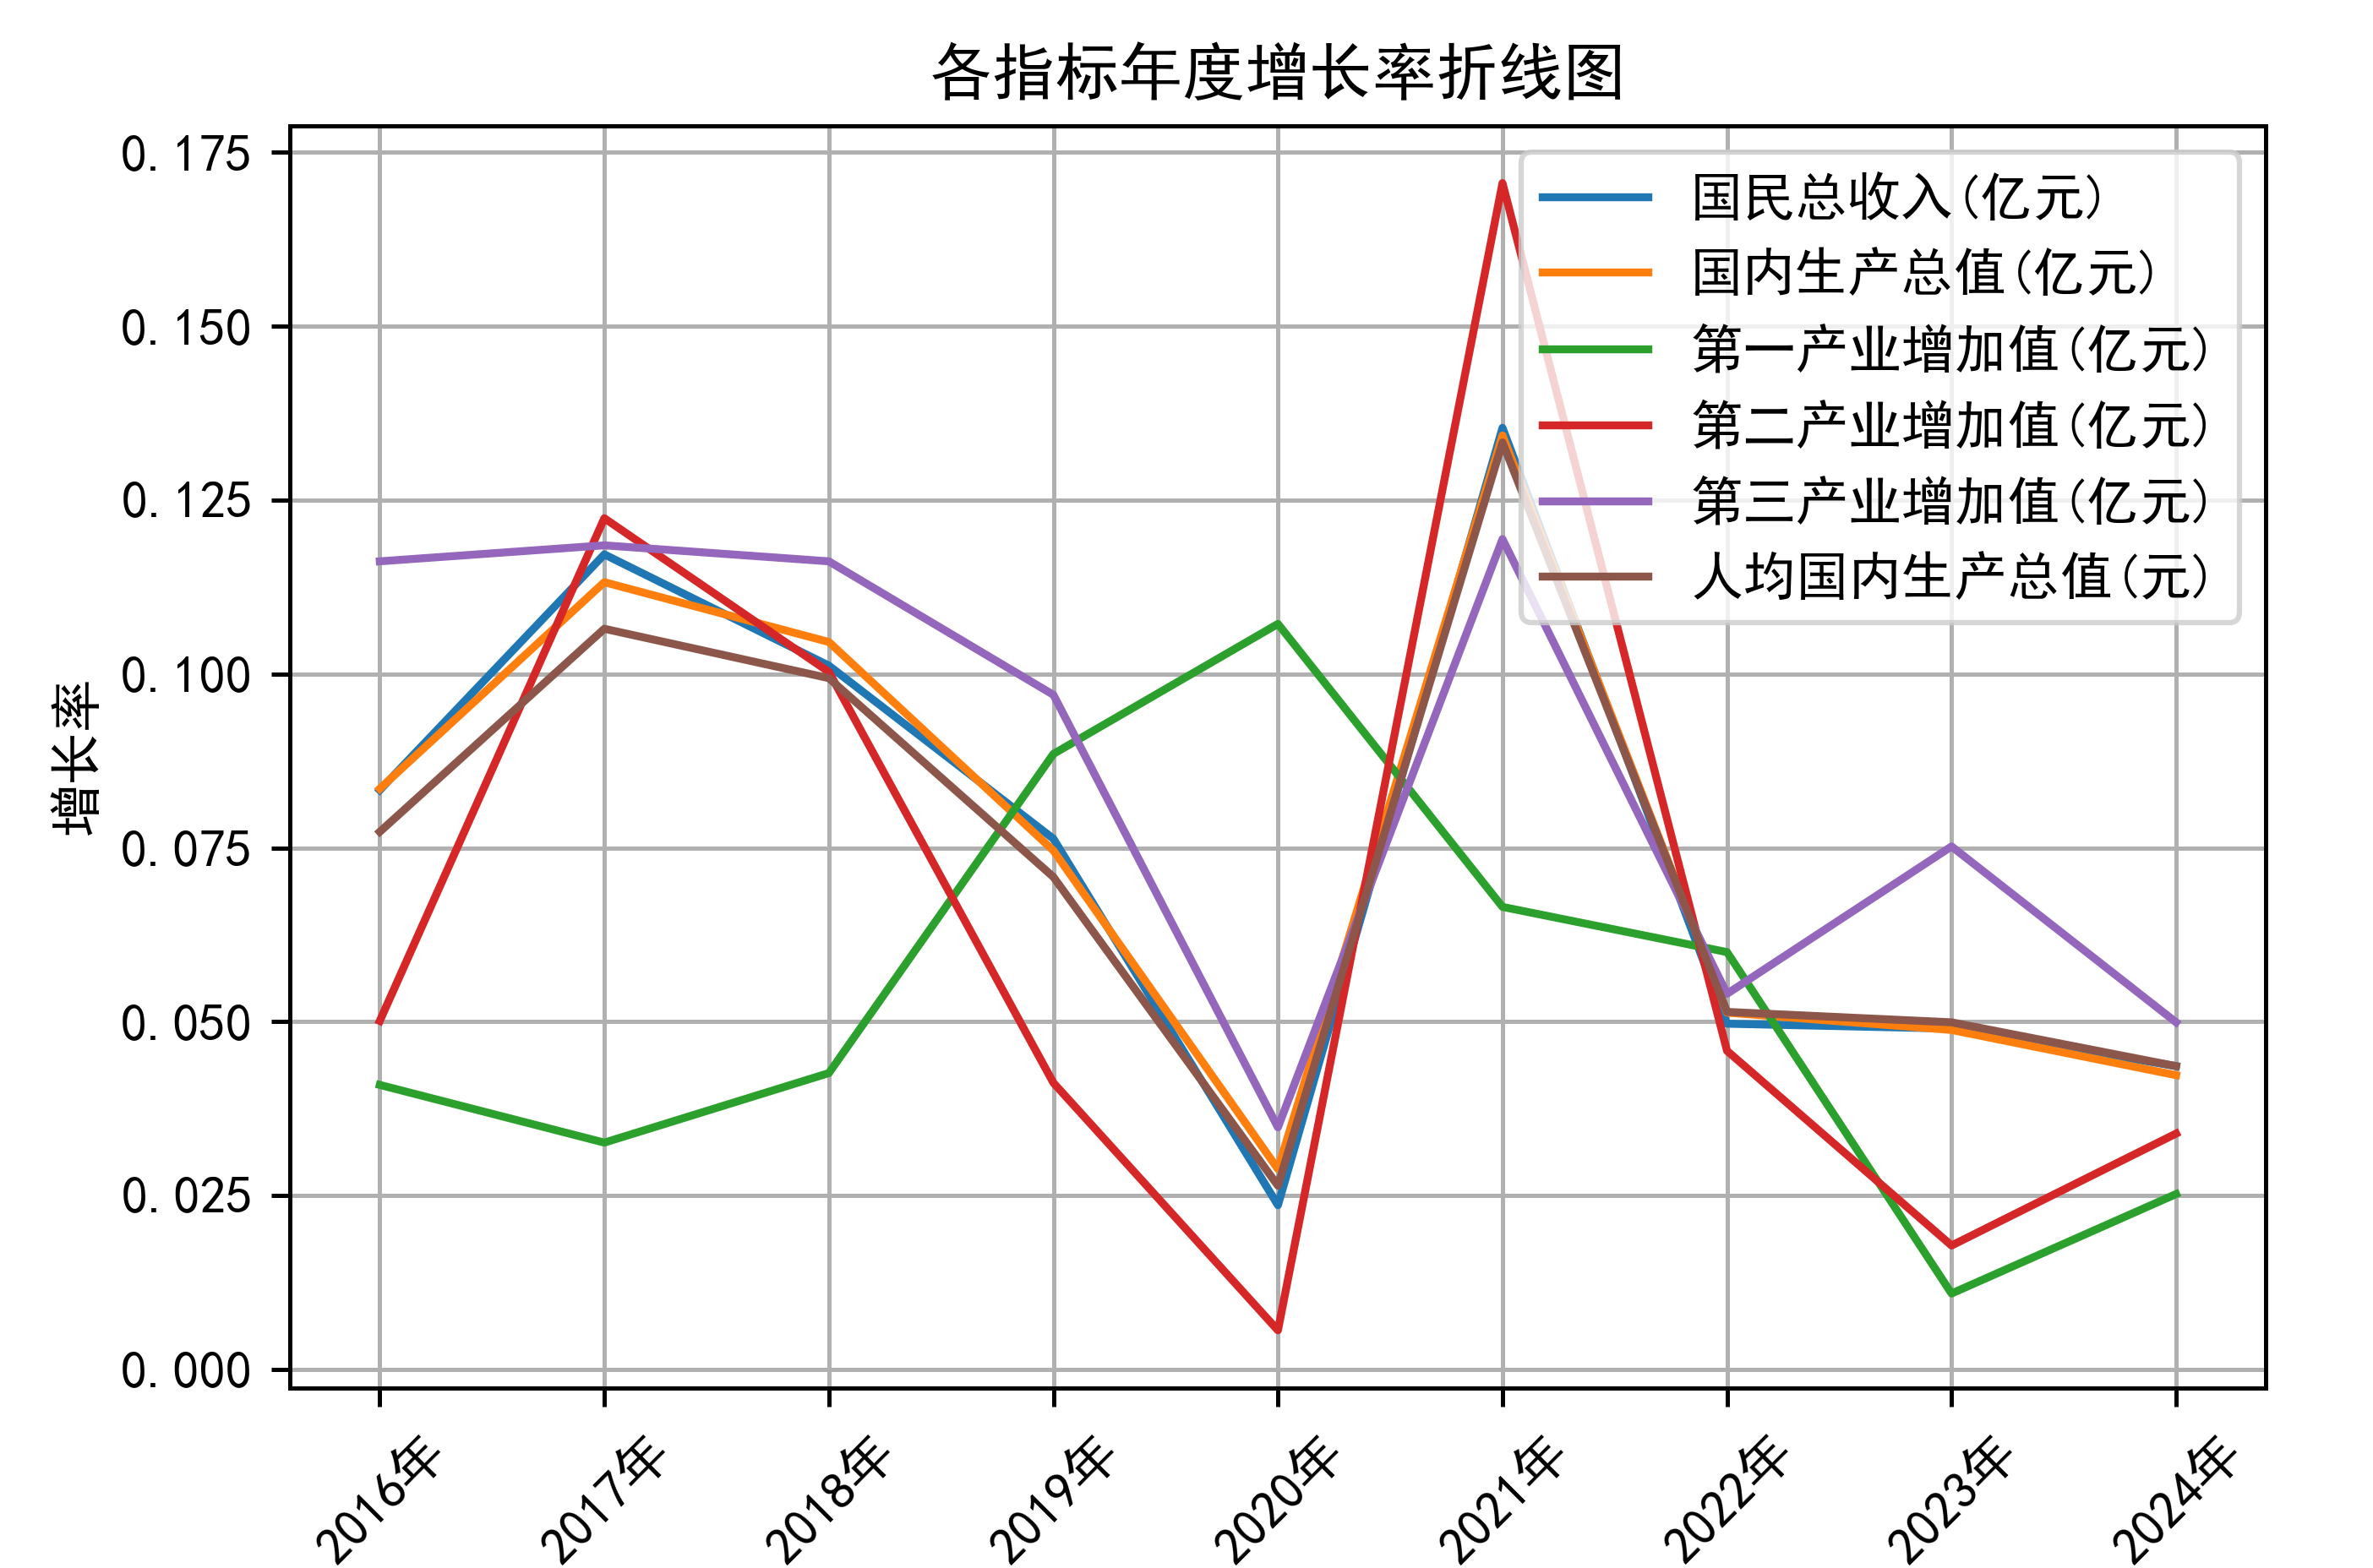 各指标年度增长率折线图
增长率
0.175
0.150
0.125
0.100
0.075
0.050
0.025
0.000
国民总收入(亿元)
国内生产总值(亿元)
第一产业增加值(亿元)
第二产业增加值(亿元)
第三产业增加值(亿元)
人均国内生产总值(元)
2016年
2017年
2018年
2019年
2020年
2021年
2022年
2023年
2024年